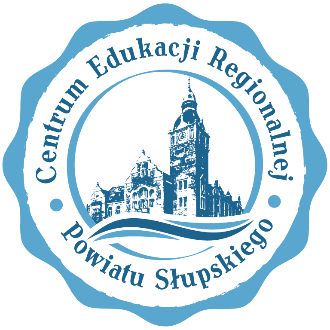 Centrum Edukacji Regionalnej
Powiatu Słupskiego